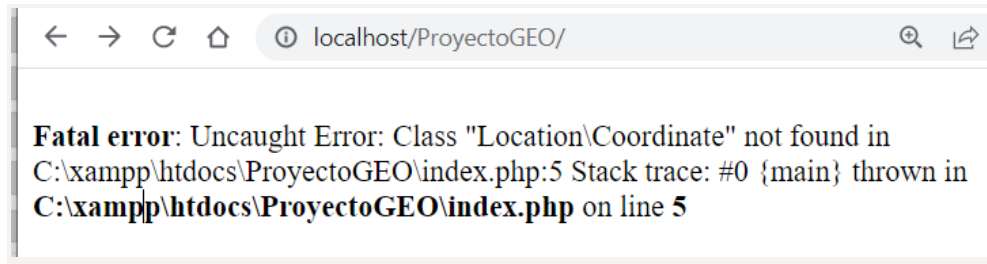 localhost/ProyectoGEO/
Fatal error: Uncaught Error: Class "Location\Coordinate" not found in
C:\xampp\htdocs\ProyectoGEO\index.php:5 Stack trace: #0 {main} thrown in
C:\xampp\htdocs\ProyectoGEO\index.php on line 5